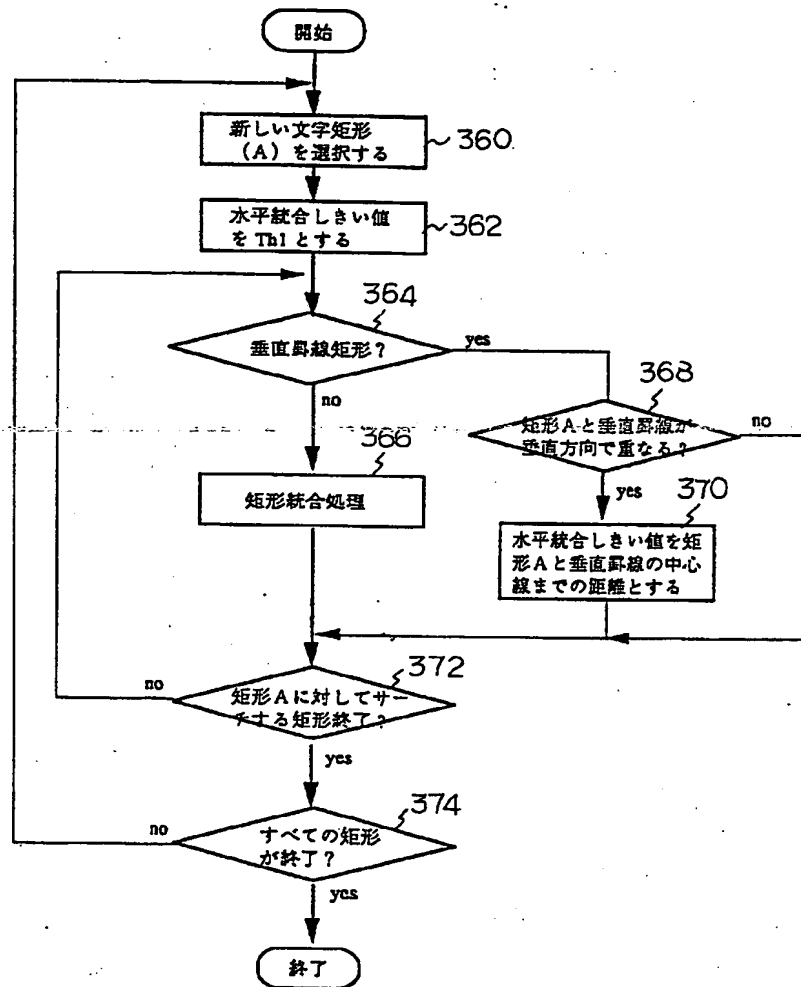 開始
新しい文字矩形
(A)を選択する
360
水平統合しきい値
をTh1とする
362
364
垂直罫線矩形?
yes
no
368
矩形Aと垂直罫線が
垂直方向で重なる?
no
yes
366
矩形統合処理
370
水平統合しきい値を矩
形Aと垂直罫線の中心
線までの距離とする
372
no
矩形Aに対してサー
チする矩形終了?
yes
374
no
すべての矩形
が終了?
yes
終了